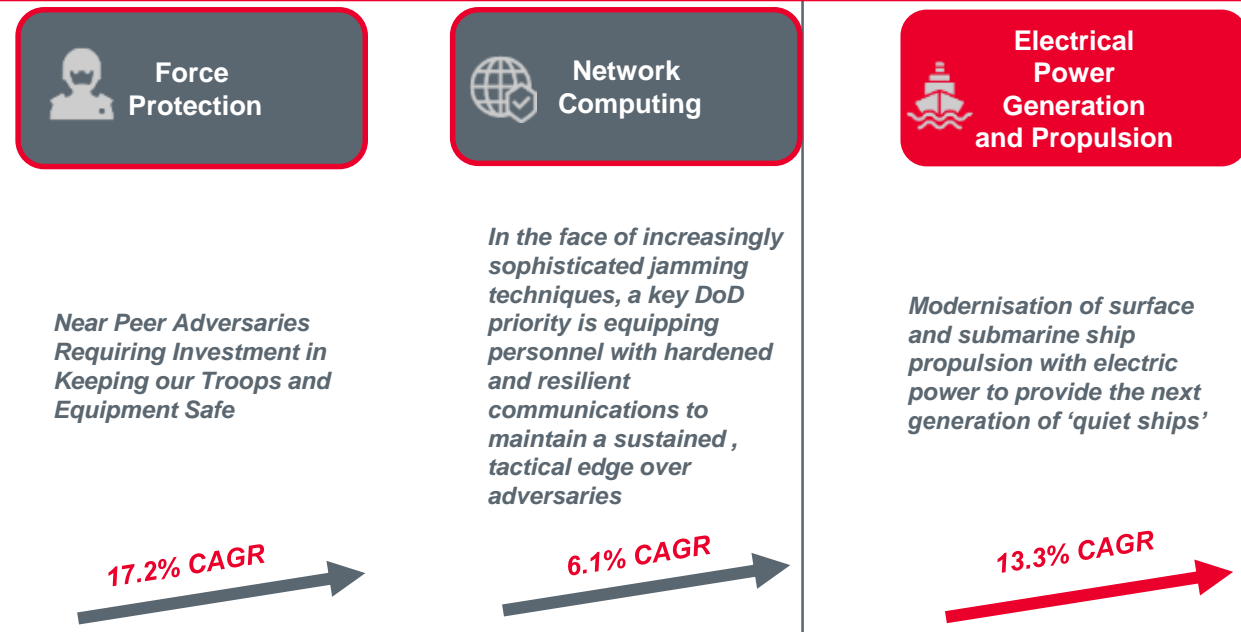 Force
Protection
Near Peer Adversaries
Requiring Investment in
Keeping our Troops and
Equipment Safe
17.2% CAGR
Network
Computing
In the face of increasingly
sophisticated jamming
techniques, a key DoD
priority is equipping
personnel with hardened
and resilient
communications to
maintain a sustained ,
tactical edge over
adversaries
6.1% CAGR
Electrical
Power
Generation
and Propulsion
Modernisation of surface
and submarine ship
propulsion with electric
power to provide the next
generation of ‘quiet ships’
13.3% CAGR